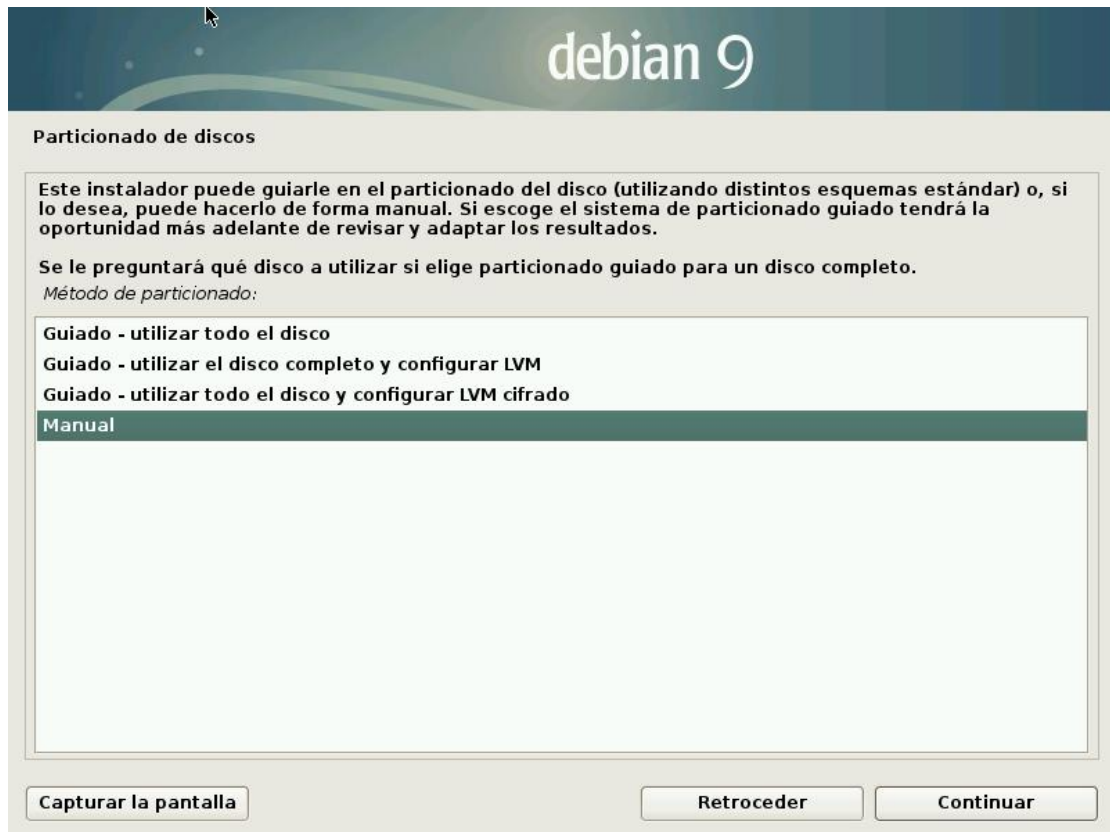 debian 9
Particionado de discos
Este instalador puede guiarle en el particionado del disco (utilizando distintos esquemas estándar) o, si
lo desea, puede hacerlo de forma manual. Si escoge el sistema de particionado guiado tendrá la
oportunidad más adelante de revisar y adaptar los resultados.
Se le preguntará qué disco a utilizar si elige particionado guiado para un disco completo.
Método de particionado:
Guiado - utilizar todo el disco
Guiado - utilizar el disco completo y configurar LVM
Guiado - utilizar todo el disco y configurar LVM cifrado
Manual
Capturar la pantalla
Retroceder
Continuar